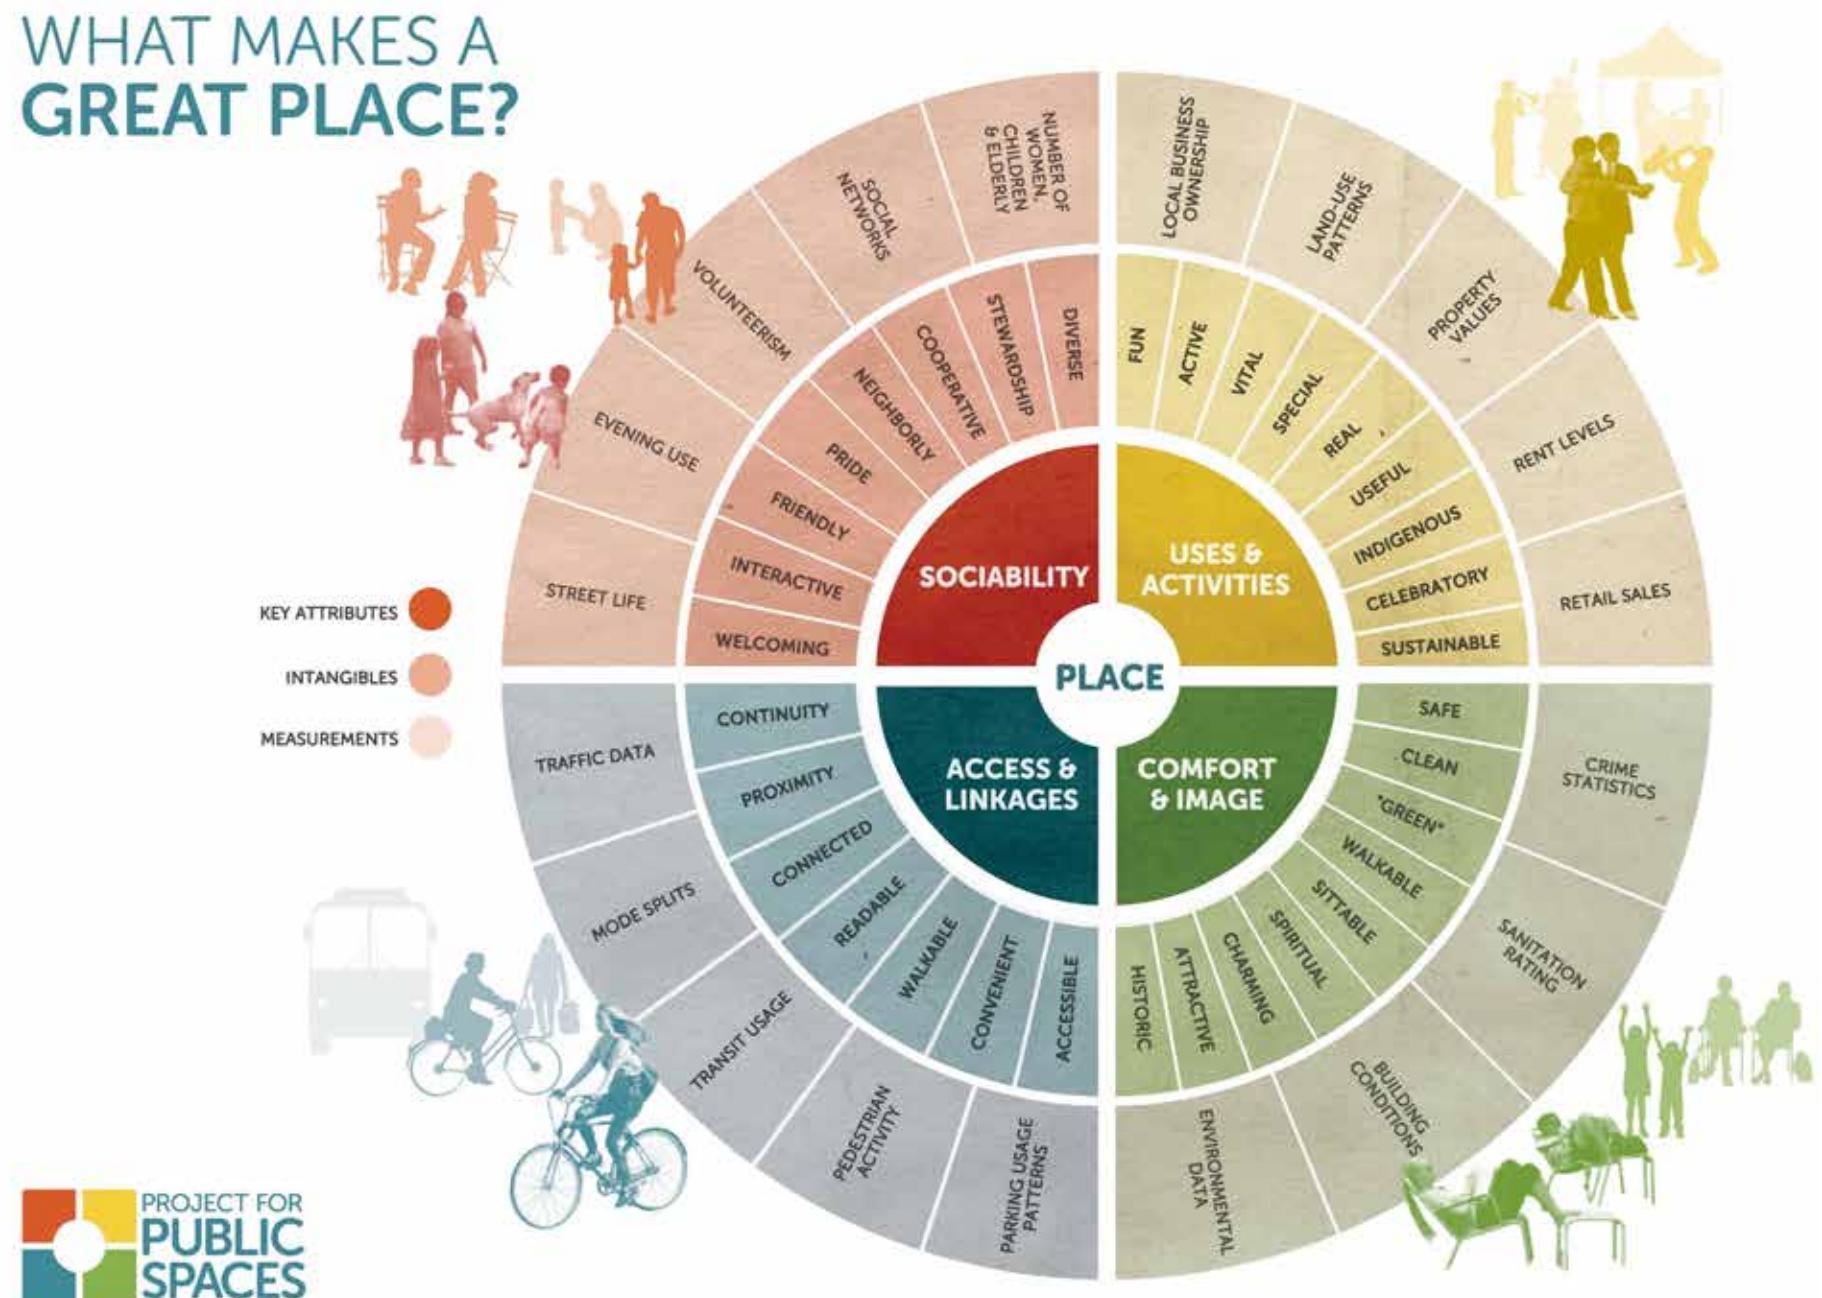 WHAT MAKES A
GREAT PLACE?
NUMBER OF
WOMEN,
CHILDREN
& ELDERLY
SOCIAL
NETWORKS
VOLUNTEERISM
EVENING USE
STREET LIFE
DIVERSE
STEWARDSHIP
COOPERATIVE
NEIGHBORLY
PRIDE
FRIENDLY
INTERACTIVE
WELCOMING
SOCIABILITY
LOCAL BUSINESS
OWNERSHIP
LAND-USE
PATTERNS
PROPERTY
VALUES
RENT LEVELS
RETAIL SALES
FUN
ACTIVE
VITAL
SPECIAL
REAL
USEFUL
INDIGENOUS
CELEBRATORY
SUSTAINABLE
USES &
ACTIVITIES
PLACE
KEY ATTRIBUTES
INTANGIBLES
MEASUREMENTS
ACCESS &
LINKAGES
CONTINUITY
PROXIMITY
CONNECTED
READABLE
WALKABLE
CONVENIENT
ACCESSIBLE
TRAFFIC DATA
MODE SPLITS
TRANSIT USAGE
PEDESTRIAN
ACTIVITY
PARKING USAGE
PATTERNS
COMFORT
& IMAGE
SAFE
CLEAN
"GREEN"
WALKABLE
SITTABLE
SPIRITUAL
CHARMING
ATTRACTIVE
HISTORIC
CRIME
STATISTICS
SANITATION
RATING
BUILDING
CONDITIONS
ENVIRONMENTAL
DATA
PROJECT FOR
PUBLIC
SPACES